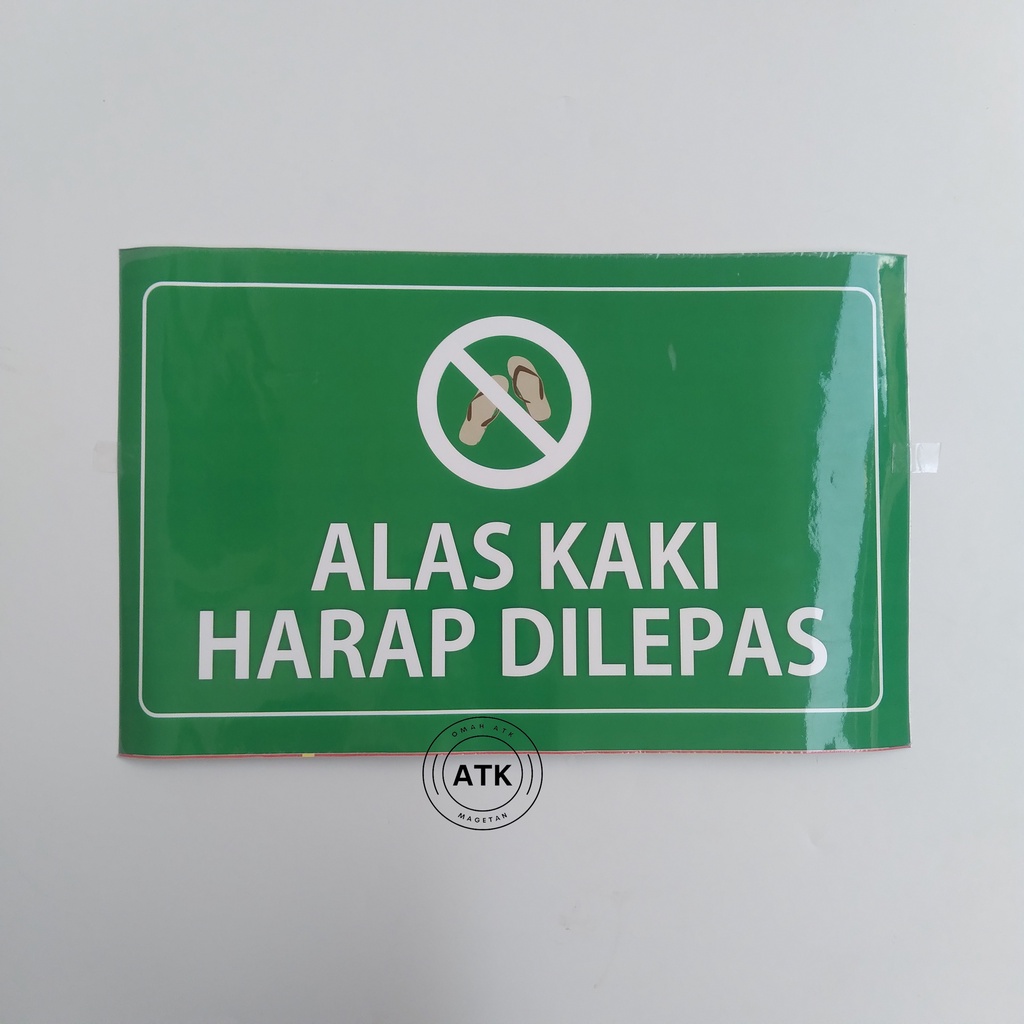 ALAS KAKI
HARAP DILEPAS
OMAH ATK
ATK
MAGETAN